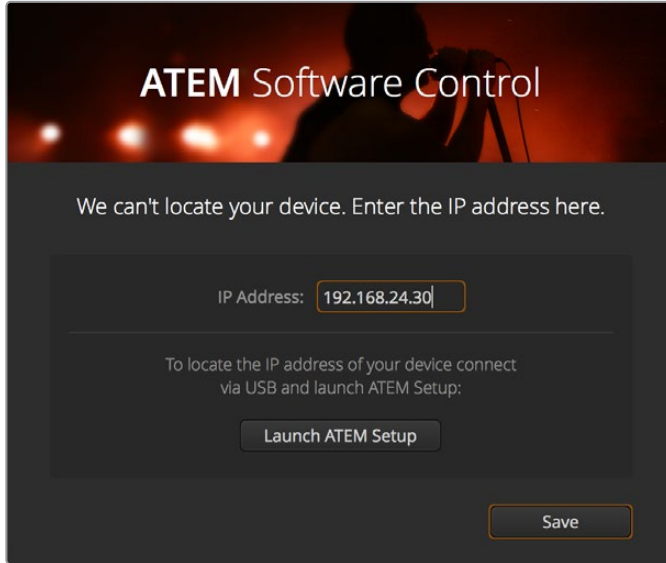 ATEM Software Control
We can't locate your device. Enter the IP address here.
IP Address: 192.168.24.30
To locate the IP address of your device connect
via USB and launch ATEM Setup:
Launch ATEM Setup
Save